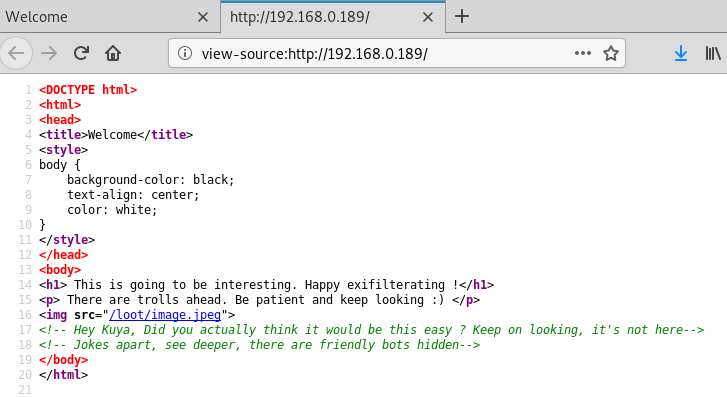 Welcome
http://192.168.0.189/
view-source:http://192.168.0.189/
1 <DOCTYPE html>
2 <html>
3 <head>
4 <title>Welcome</title>
5 <style>
6 body {
7     background-color: black;
8     text-align: center;
9     color: white;
10 }
11 </style>
12 </head>
13 <body>
14 <h1> This is going to be interesting. Happy exifilterating !</h1>
15 <p> There are trolls ahead. Be patient and keep looking :) </p>
16 <img src="/loot/image.jpeg">
17 <!-- Hey Kuya, Did you actually think it would be this easy ? Keep on looking, it's not here-->
18 <!-- Jokes apart, see deeper, there are friendly bots hidden-->
19 </body>
20 </html>
21